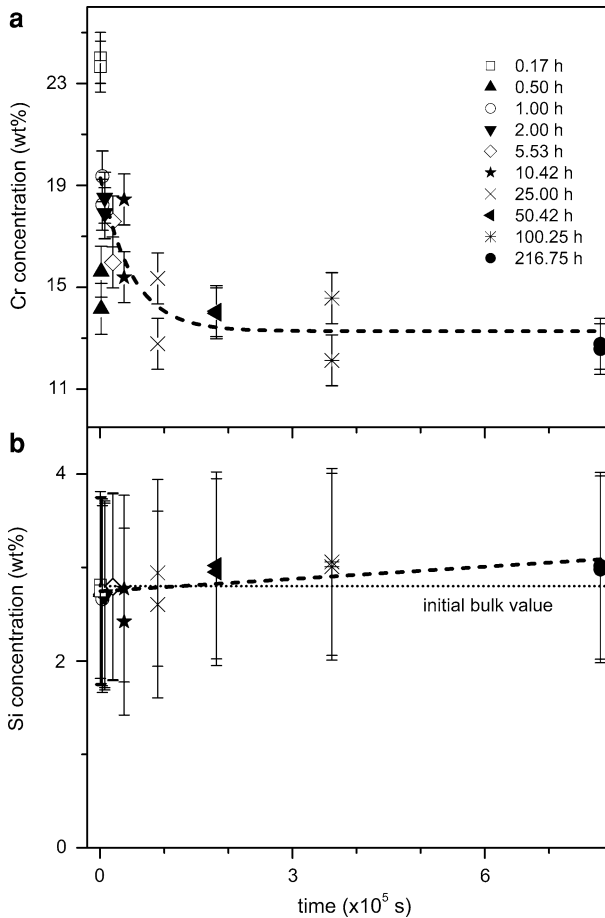 a
Cr concentration (wt%)
23
19
15
11
0.17 h
0.50 h
1.00 h
2.00 h
5.53 h
10.42 h
25.00 h
50.42 h
100.25 h
216.75 h
b
Si concentration (wt%)
4
2
0
initial bulk value
0 3 6
time (x10⁵ s)